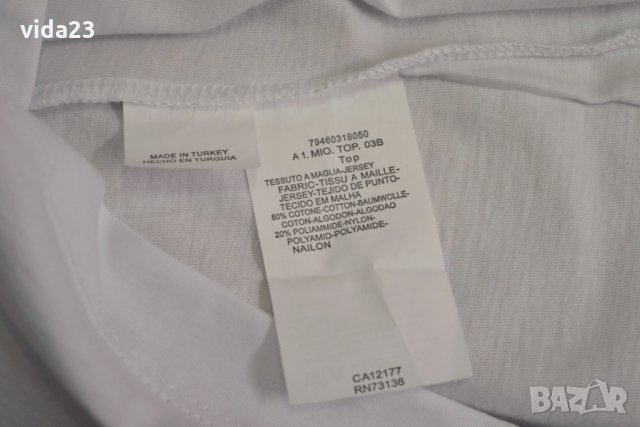 vida23
MADE IN TURKEY
HECHO EN TURQUIA
79460318050
A 1. MIO. TOP. 03B
Top
TESSUTO A MAGLIA-JERSEY
FABRIC-TISSU A MAILLE-
JERSEY-TEJIDO DE PUNTO-
TECIDO EM MALHA
80% COTONE-COTTON-BAUMWOLLE-
COTON-ALGODON-ALGODAO
20% POLIAMMIDE-NYLON-
POLYAMID-POLYAMIDE-
NAILON
CA12177
RN73136
BAZAR